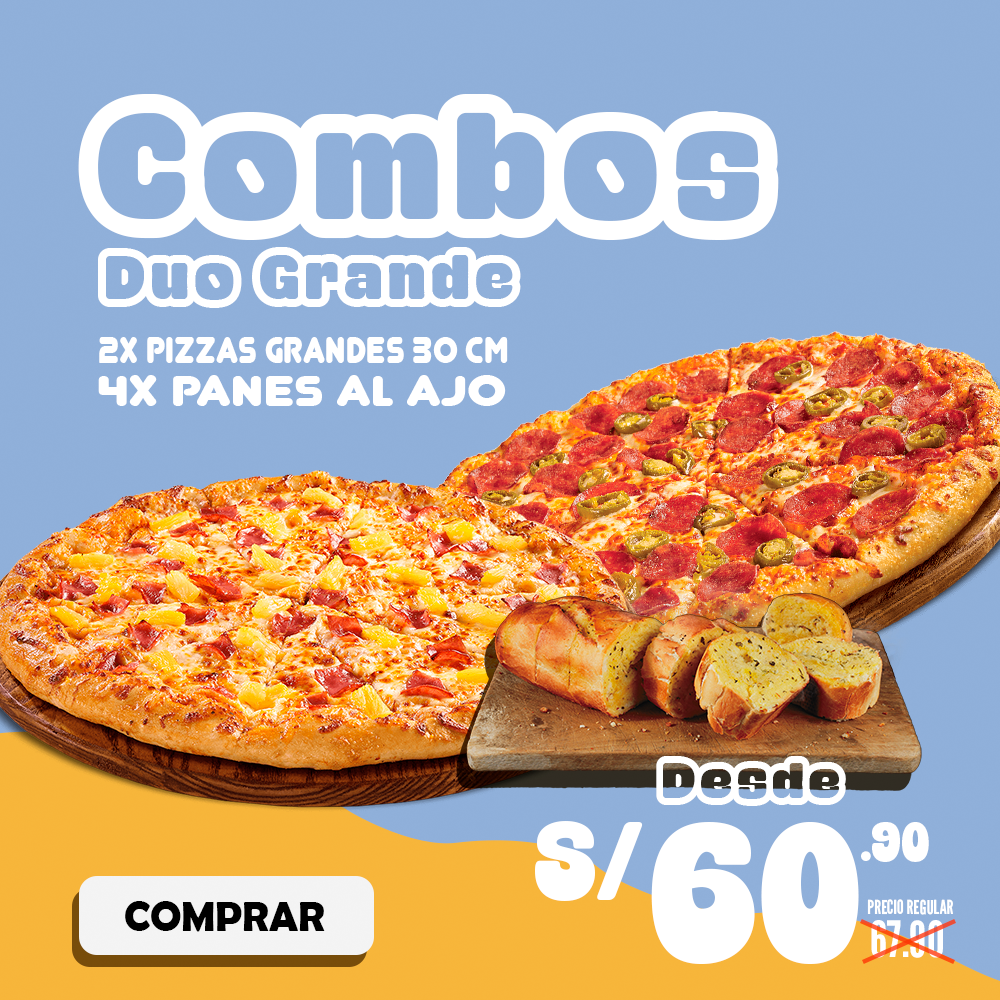 Combos
Duo Grande
2X PIZZAS GRANDES 30 CM
4X PANES AL AJO
Desde
S/60.90
PRECIO REGULAR
67.90
COMPRAR